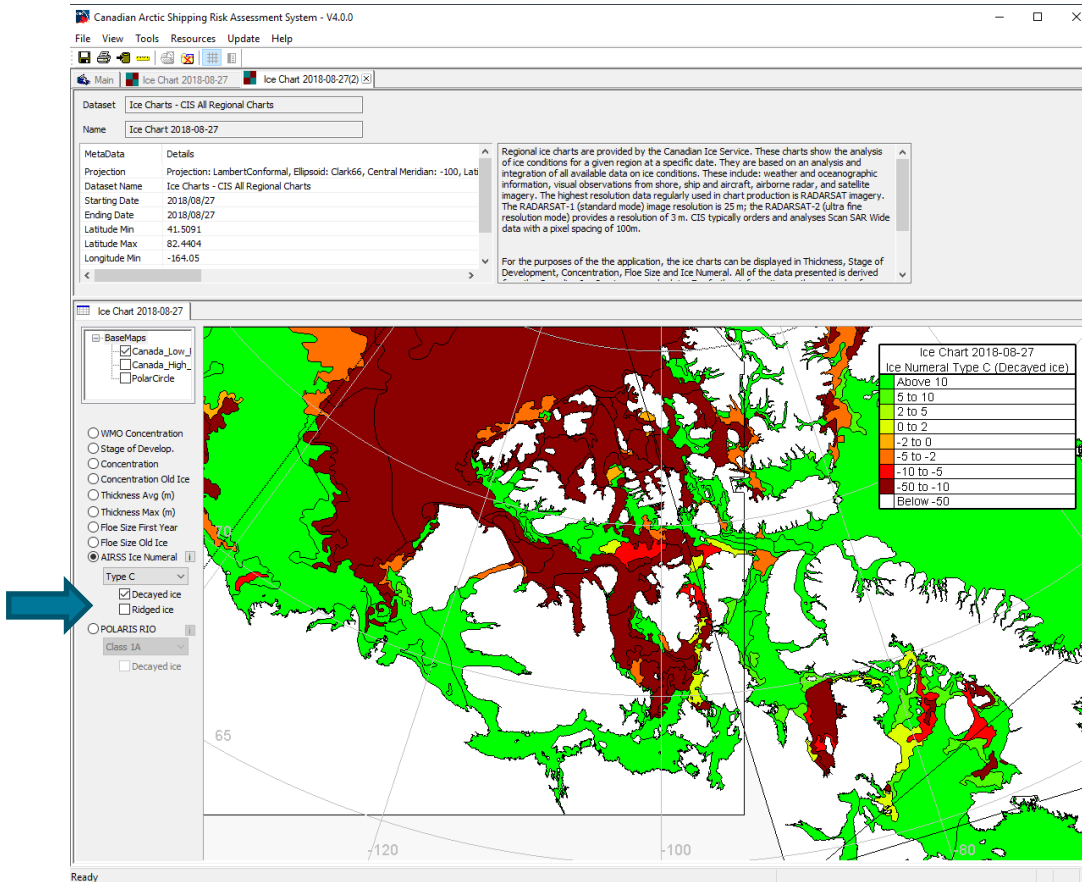 Canadian Arctic Shipping Risk Assessment System - V4.0.0
File View Tools Resources Update Help
Main
Ice Chart 2018-08-27
Ice Chart 2018-08-27(2)
Dataset
Ice Charts - CIS All Regional Charts
Name
Ice Chart 2018-08-27
MetaData Details
Projection Projection: LambertConformal, Ellipsoid: Clark66, Central Meridian: -100, Lati
Dataset Name Ice Charts - CIS All Regional Charts
Starting Date 2018/08/27
Ending Date 2018/08/27
Latitude Min 41.5091
Latitude Max 82.4404
Longitude Min -164.05
Regional ice charts are provided by the Canadian Ice Service. These charts show the analysis
of ice conditions for a given region at a specific date. They are based on an analysis and
integration of all available data on ice conditions. These include: weather and oceanographic
information, visual observations from shore, ship and aircraft, airborne radar, and satellite
imagery. The highest resolution data regularly used in chart production is RADARSAT imagery.
The RADARSAT-1 (standard mode) image resolution is 25 m; the RADARSAT-2 (ultra fine
resolution mode) provides a resolution of 3 m. CIS typically orders and analyses Scan SAR Wide
data with a pixel spacing of 100m.
For the purposes of the the application, the ice charts can be displayed in Thickness, Stage of
Development, Concentration, Floe Size and Ice Numeral. All of the data presented is derived
Ice Chart 2018-08-27
BaseMaps
Canada_Low_
Canada_High_
PolarCircle
WMO Concentration
Stage of Develop.
Concentration
Concentration Old Ice
Thickness Avg (m)
Thickness Max (m)
Floe Size First Year
Floe Size Old Ice
AIRSS Ice Numeral i
Type C
Decayed ice
Ridged ice
POLARIS RIO i
Class 1A
Decayed ice
Ice Chart 2018-08-27
Ice Numeral Type C (Decayed ice)
Above 10
5 to 10
2 to 5
0 to 2
-2 to 0
-5 to -2
-10 to -5
-50 to -10
Below -50
70
65
-120
-100
-80
Ready